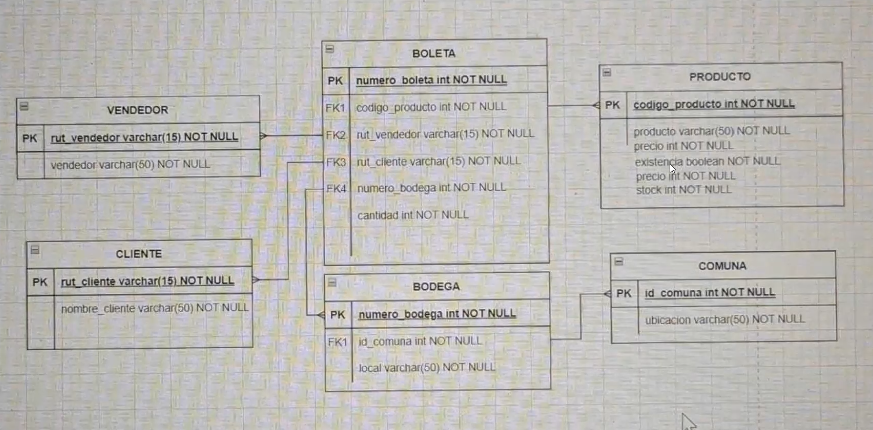 BOLETA
PK numero_boleta int NOT NULL
FK1 codigo_producto int NOT NULL
FK2 rut_vendedor varchar(15) NOT NULL
FK3 rut_cliente varchar(15) NOT NULL
FK4 numero_bodega int NOT NULL
cantidad int NOT NULL
PRODUCTO
PK codigo_producto int NOT NULL
producto varchar(50) NOT NULL
precio int NOT NULL
existencia boolean NOT NULL
precio int NOT NULL
stock int NOT NULL
VENDEDOR
PK rut_vendedor varchar(15) NOT NULL
vendedor varchar(50) NOT NULL
CLIENTE
PK rut_cliente varchar(15) NOT NULL
nombre_cliente varchar(50) NOT NULL
BODEGA
PK numero_bodega int NOT NULL
FK1 id_comuna int NOT NULL
local varchar(50) NOT NULL
COMUNA
PK id_comuna int NOT NULL
ubicacion varchar(50) NOT NULL